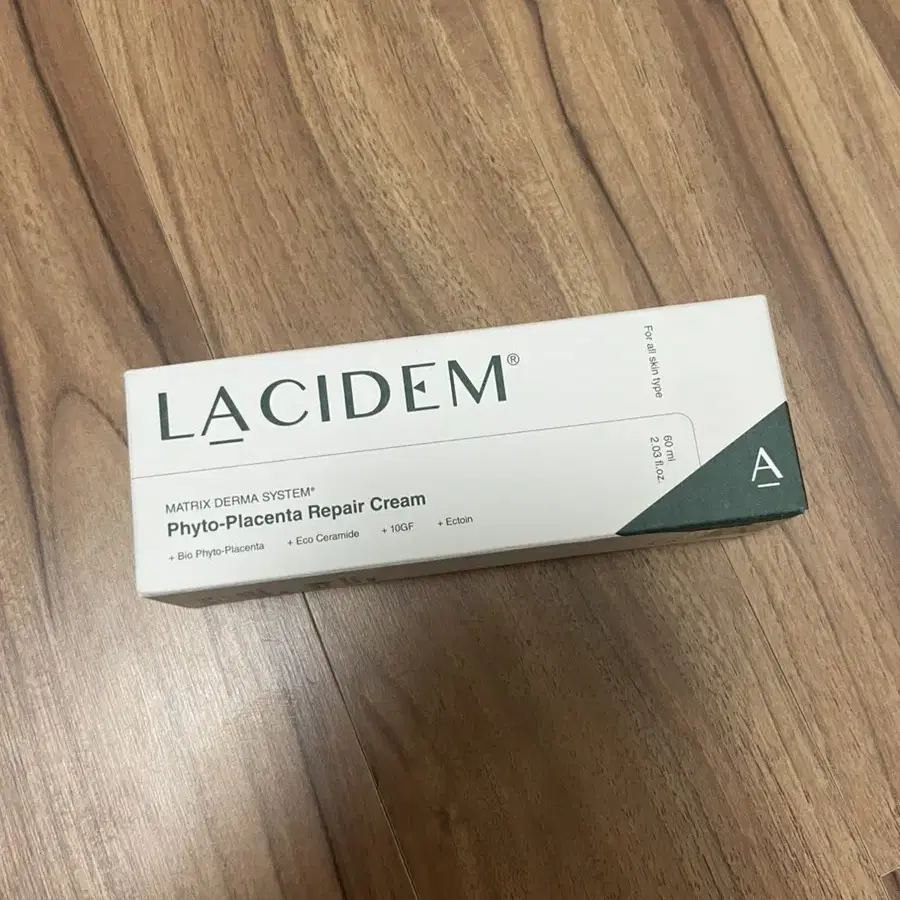 LACIDEM®
For all skin type
MATRIX DERMA SYSTEM®
Phyto-Placenta Repair Cream
+ Bio Phyto-Placenta + Eco Ceramide + 10GF + Ectoin
60 ml
2.03 fl.oz.
A